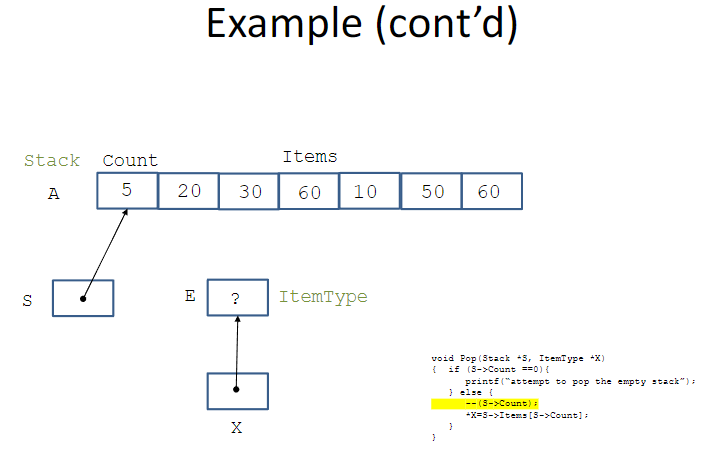 Example (cont’d)
Stack Count Items
A 5 20 30 60 10 50 60
S E ? ItemType
X
void Pop(Stack *S, ItemType *X)
{ if (S->Count ==0){
printf(“attempt to pop the empty stack”);
} else {
--(S->Count);
*X=S->Items[S->Count];
}
}